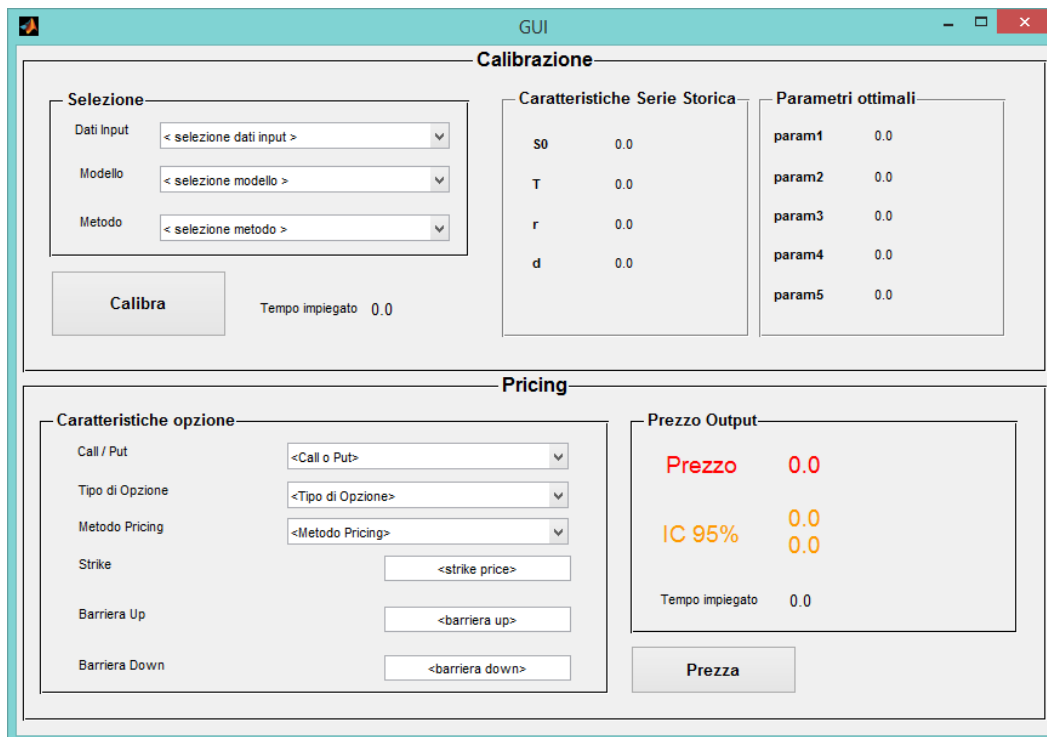 GUI
Calibrazione
Selezione
Dati Input
< selezione dati input >
Modello
< selezione modello >
Metodo
< selezione metodo >
Calibra
Tempo impiegato 0.0
Caratteristiche Serie Storica
S0 0.0
T 0.0
r 0.0
d 0.0
Parametri ottimali
param1 0.0
param2 0.0
param3 0.0
param4 0.0
param5 0.0
Pricing
Caratteristiche opzione
Call / Put
<Call o Put>
Tipo di Opzione
<Tipo di Opzione>
Metodo Pricing
<Metodo Pricing>
Strike
<strike price>
Barriera Up
<barriera up>
Barriera Down
<barriera down>
Prezzo Output
Prezzo 0.0
IC 95% 0.0
0.0
Tempo impiegato 0.0
Prezza